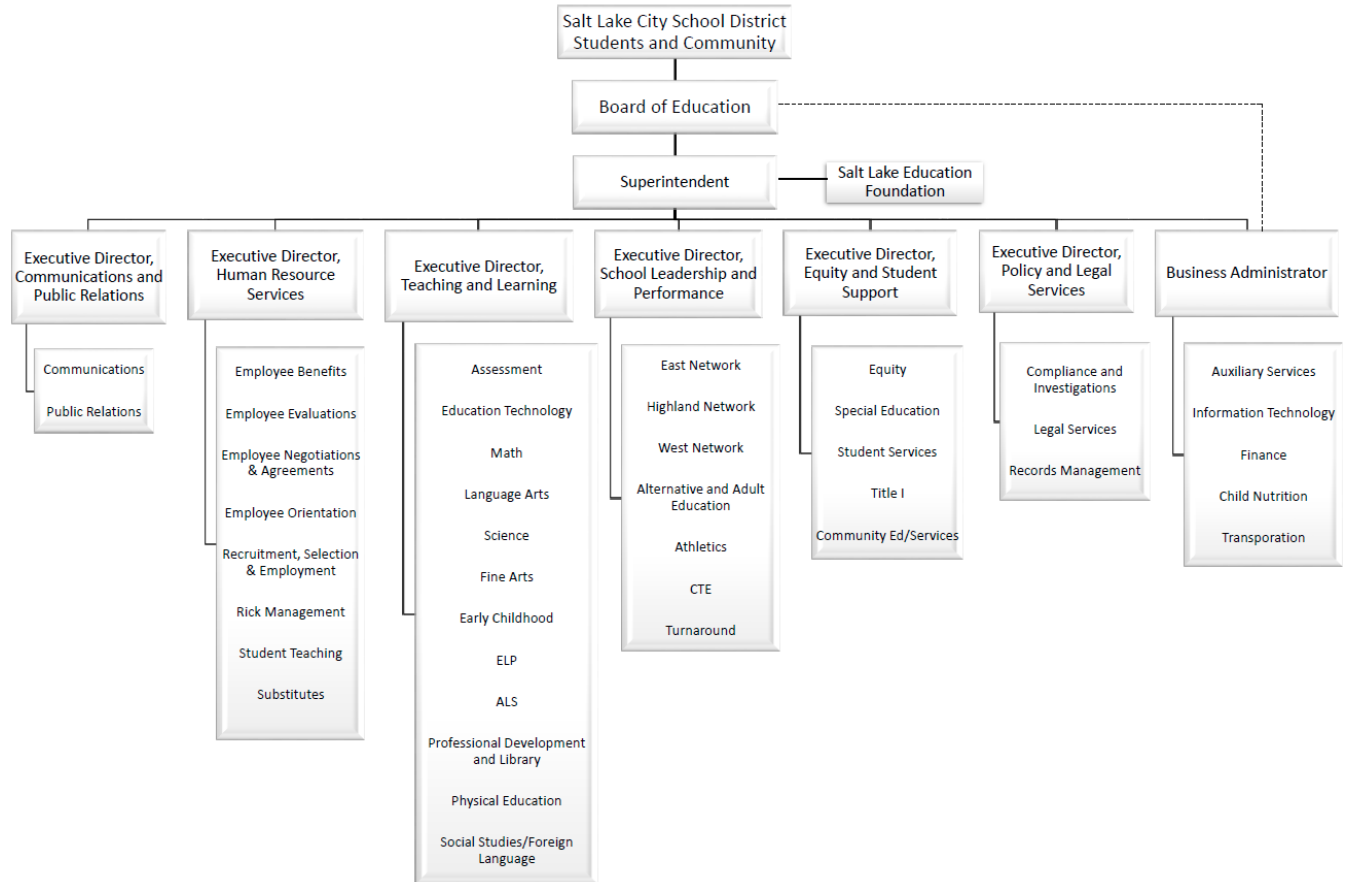 Salt Lake City School District
Students and Community
Board of Education
Superintendent
Salt Lake Education
Foundation
Executive Director,
Communications and
Public Relations
Executive Director,
Human Resource
Services
Executive Director,
Teaching and Learning
Executive Director,
School Leadership and
Performance
Executive Director,
Equity and Student
Support
Executive Director,
Policy and Legal
Services
Business Administrator
Communications
Public Relations
Employee Benefits
Employee Evaluations
Employee Negotiations
& Agreements
Employee Orientation
Recruitment, Selection
& Employment
Rick Management
Student Teaching
Substitutes
Assessment
Education Technology
Math
Language Arts
Science
Fine Arts
Early Childhood
ELP
ALS
Professional Development
and Library
Physical Education
Social Studies/Foreign
Language
East Network
Highland Network
West Network
Alternative and Adult
Education
Athletics
CTE
Turnaround
Equity
Special Education
Student Services
Title I
Community Ed/Services
Compliance and
Investigations
Legal Services
Records Management
Auxiliary Services
Information Technology
Finance
Child Nutrition
Transporation